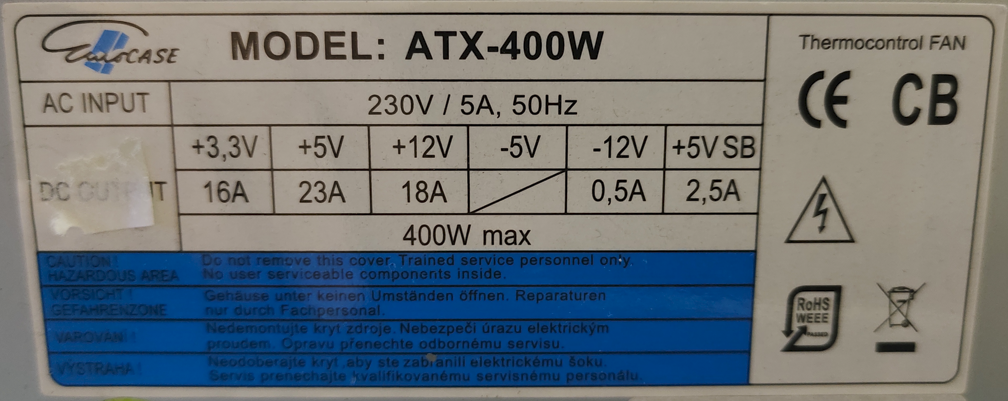 EuroCASE
MODEL: ATX-400W
Thermocontrol FAN
CE CB
AC INPUT 230V / 5A, 50Hz
DC OUTPUT +3,3V +5V +12V -5V -12V +5V SB
16A 23A 18A 0,5A 2,5A
400W max
CAUTION! Do not remove this cover. Trained service personnel only.
HAZARDOUS AREA No user serviceable components inside.
VORSICHT! Gehäuse unter keinen Umständen öffnen. Reparaturen
GEFAHRENZONE nur durch Fachpersonal.
VAROVÁNÍ! Nedemontujte kryt zdroje. Nebezpečí úrazu elektrickým
proudem. Opravu přenechte odbornému servisu.
VÝSTRAHA! Neodoberajte kryt aby ste zabránili elektrickému šoku.
Servis prenechajte kvalifikovanému servisnému personálu.
RoHS
WEEE
PASSED